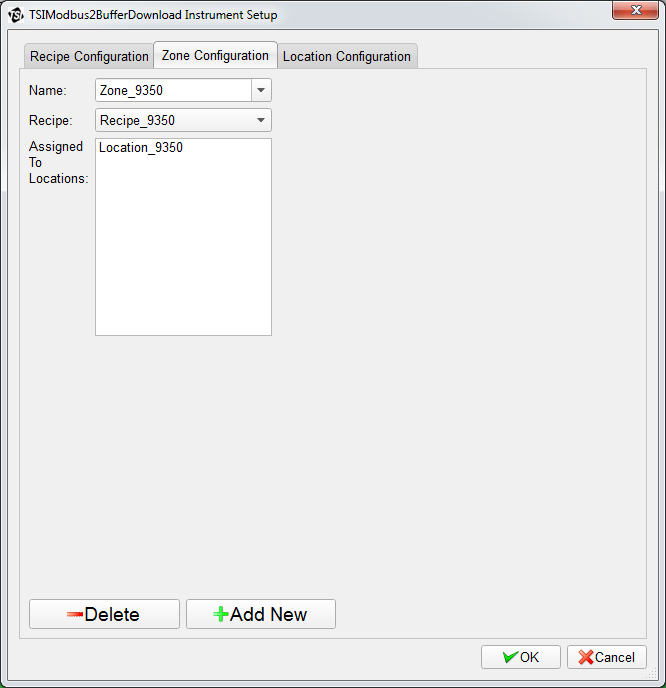 TSI TSIModbus2BufferDownload Instrument Setup
Recipe Configuration Zone Configuration Location Configuration
Name: Zone_9350
Recipe: Recipe_9350
Assigned Location_9350
To
Locations:
Delete Add New
OK Cancel